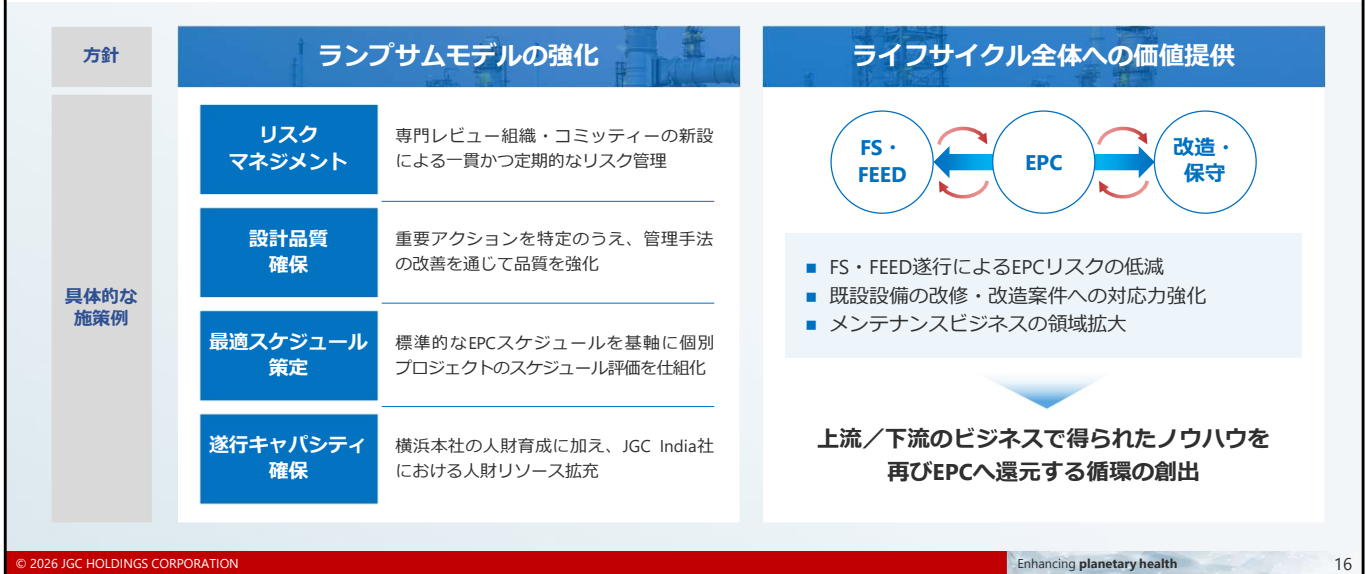 方針
ランプサムモデルの強化
ライフサイクル全体への価値提供
具体的な
施策例
リスク
マネジメント
専門レビュー組織・コミッティーの新設
による一貫かつ定期的なリスク管理
設計品質
確保
重要アクションを特定のうえ、管理手法
の改善を通じて品質を強化
最適スケジュール
策定
標準的なEPCスケジュールを基軸に個別
プロジェクトのスケジュール評価を仕組化
遂行キャパシティ
確保
横浜本社の人財育成に加え、JGC India社
における人財リソース拡充
FS・
FEED
EPC
改造・
保守
■ FS・FEED遂行によるEPCリスクの低減
■ 既設設備の改修・改造案件への対応力強化
■ メンテナンスビジネスの領域拡大
上流／下流のビジネスで得られたノウハウを
再びEPCへ還元する循環の創出
© 2026 JGC HOLDINGS CORPORATION
Enhancing planetary health
16